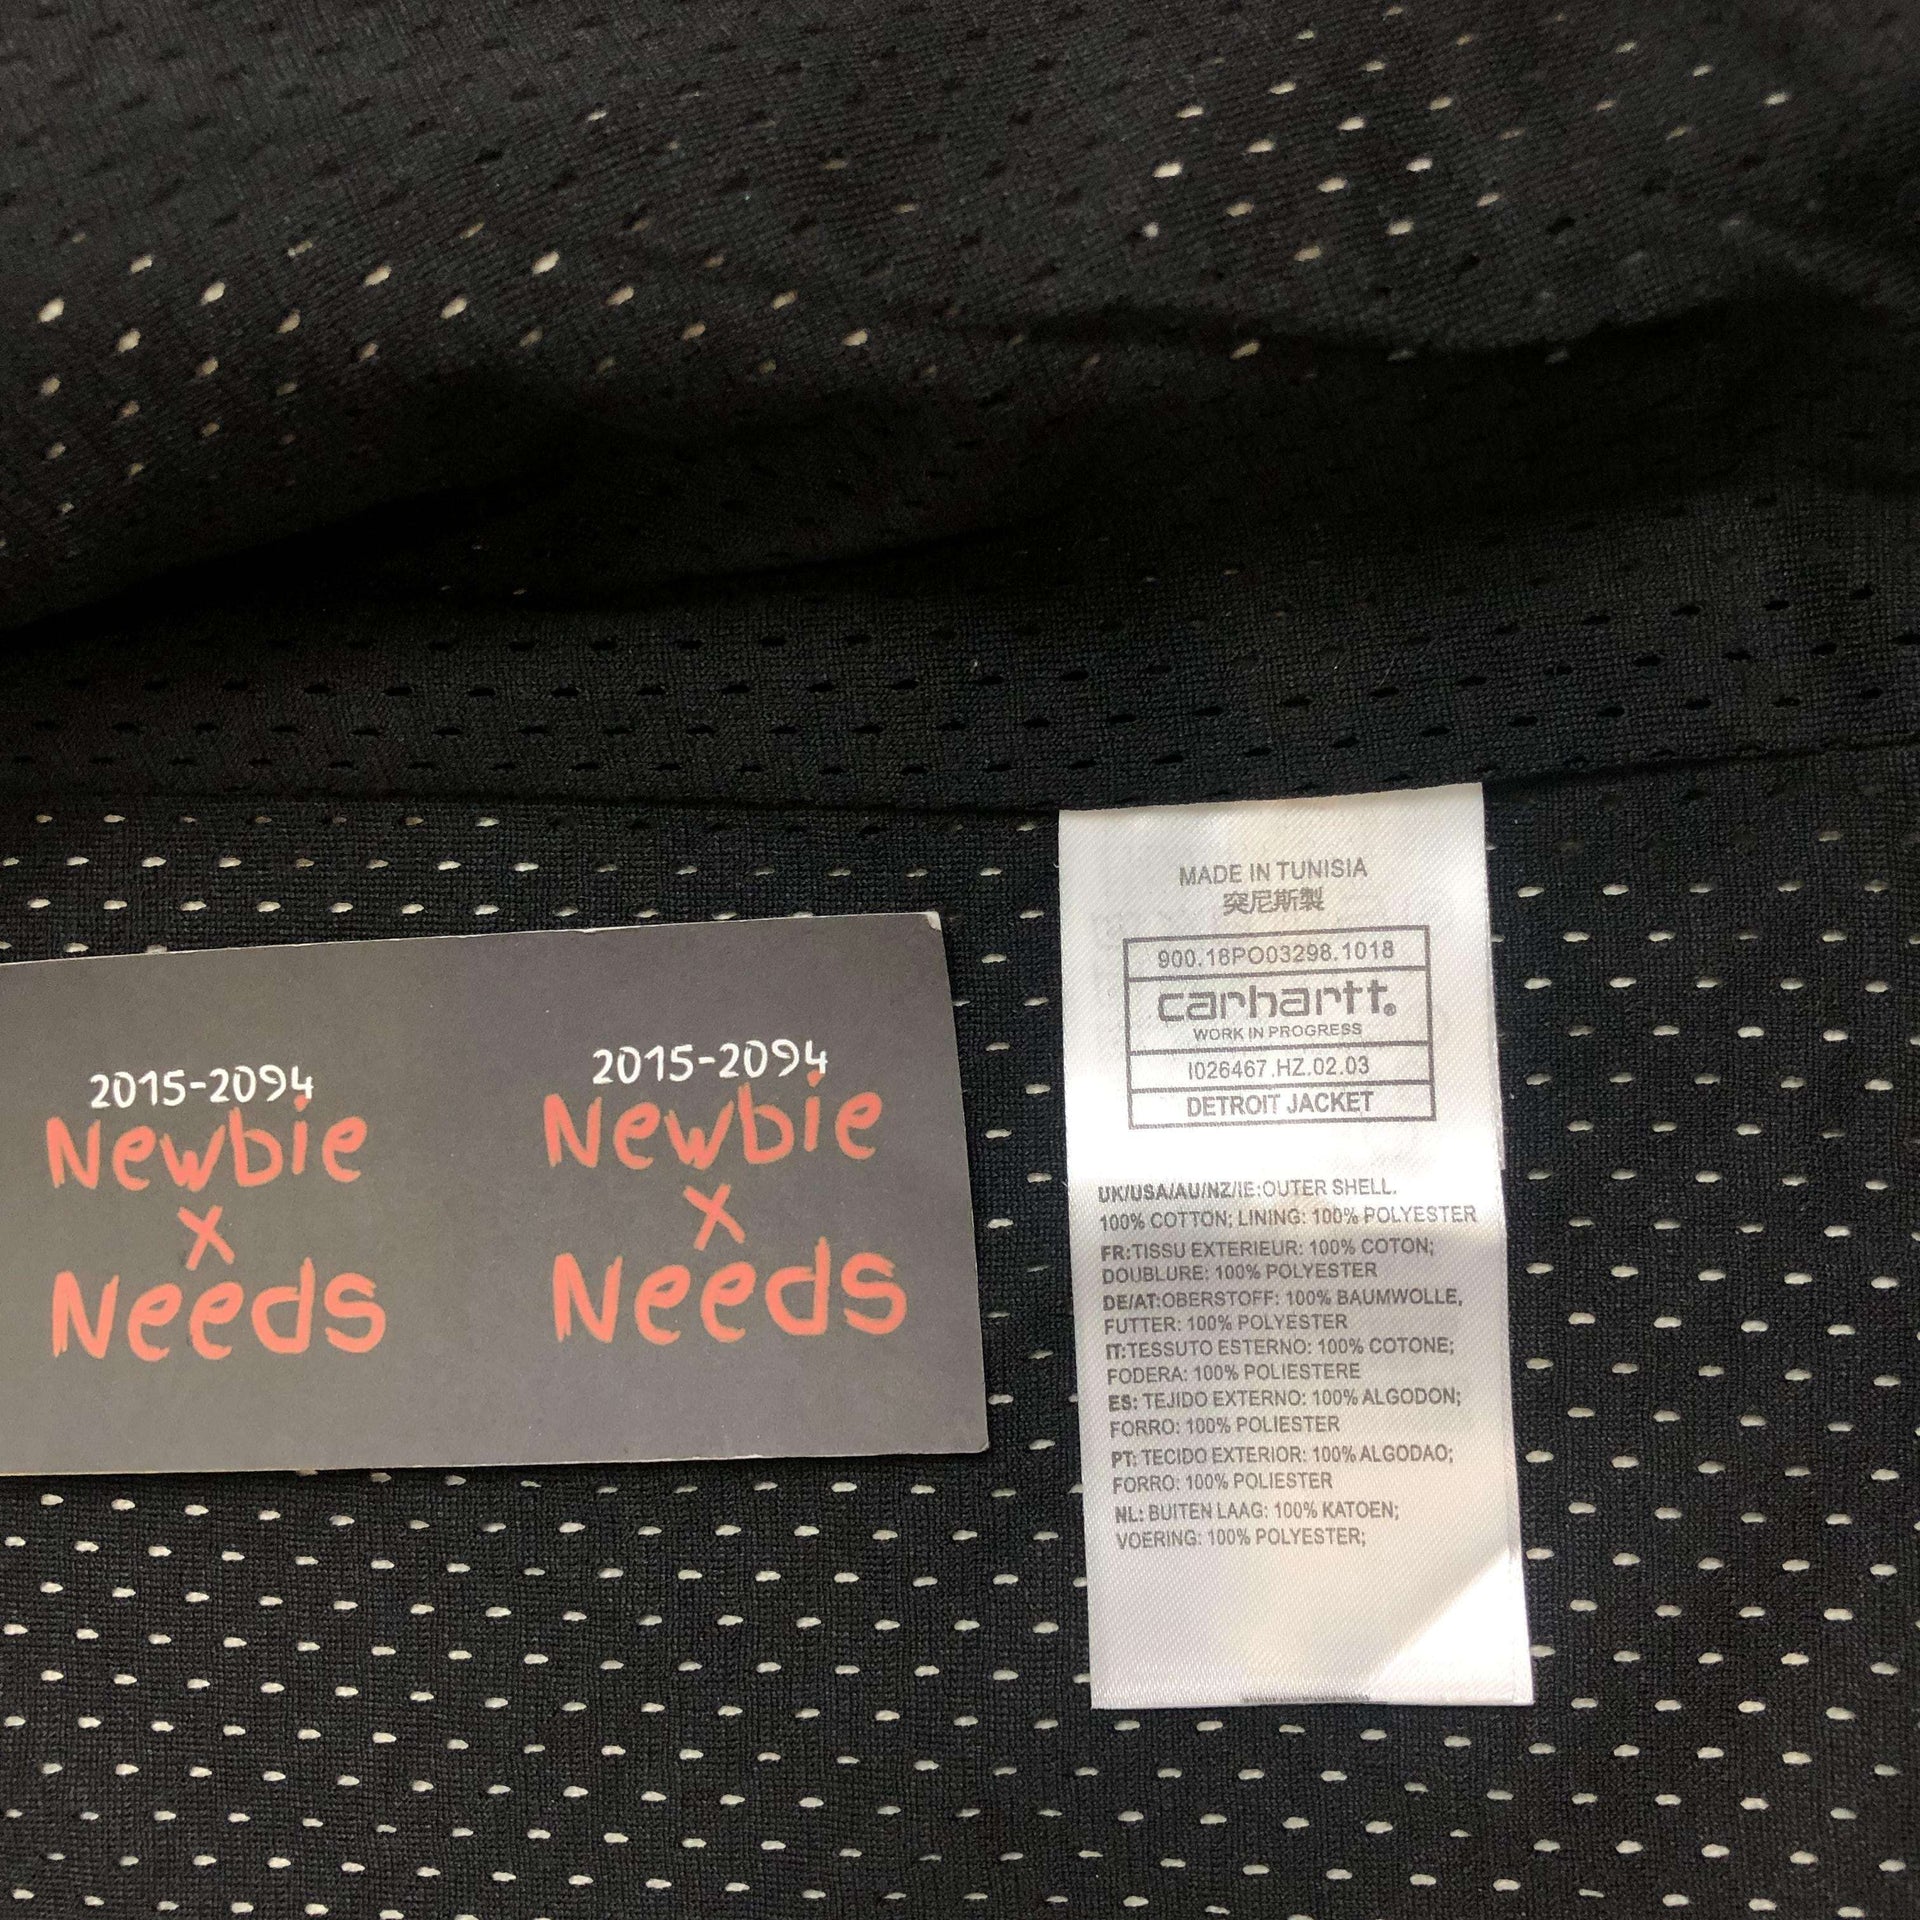 2015-2094
Newbie
x
Needs
2015-2094
Newbie
x
Needs
MADE IN TUNISIA
突尼斯製
900.18PO03298.1018
carhartt®
WORK IN PROGRESS
I026467.HZ.02.03
DETROIT JACKET
UK/USA/AU/NZ/IE:OUTER SHELL.
100% COTTON; LINING: 100% POLYESTER
FR:TISSU EXTERIEUR: 100% COTON;
DOUBLURE: 100% POLYESTER
DE/AT:OBERSTOFF: 100% BAUMWOLLE,
FUTTER: 100% POLYESTER
IT:TESSUTO ESTERNO: 100% COTONE;
FODERA: 100% POLIESTERE
ES: TEJIDO EXTERNO: 100% ALGODON;
FORRO: 100% POLIESTER
PT: TECIDO EXTERIOR: 100% ALGODAO;
FORRO: 100% POLIESTER
NL: BUITEN LAAG: 100% KATOEN;
VOERING: 100% POLYESTER;